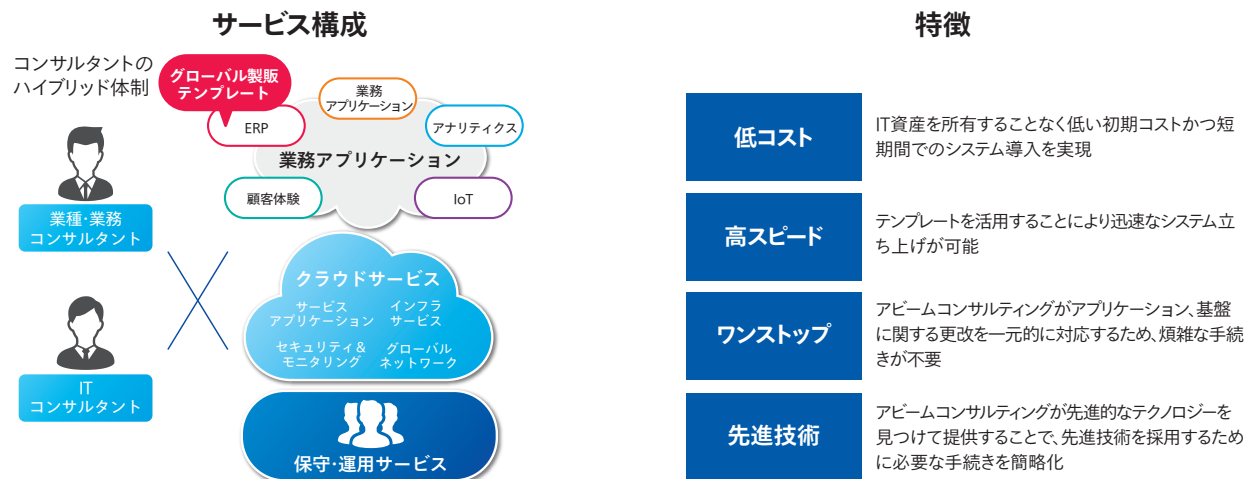 サービス構成
コンサルタントの
ハイブリッド体制
グローバル製販
テンプレート
業務
アプリケーション
ERP
アナリティクス
業務アプリケーション
顧客体験
IoT
業種・業務
コンサルタント
クラウドサービス
サービス
アプリケーション
インフラ
サービス
セキュリティ&
モニタリング
グローバル
ネットワーク
IT
コンサルタント
保守・運用サービス
特徴
低コスト
IT資産を所有することなく低い初期コストかつ短
期間でのシステム導入を実現
高スピード
テンプレートを活用することにより迅速なシステム立
ち上げが可能
ワンストップ
アビームコンサルティングがアプリケーション、基盤
に関する更改を一元的に対応するため、煩雑な手続
きが不要
先進技術
アビームコンサルティングが先進的なテクノロジーを
見つけて提供することで、先進技術を採用するため
に必要な手続きを簡略化